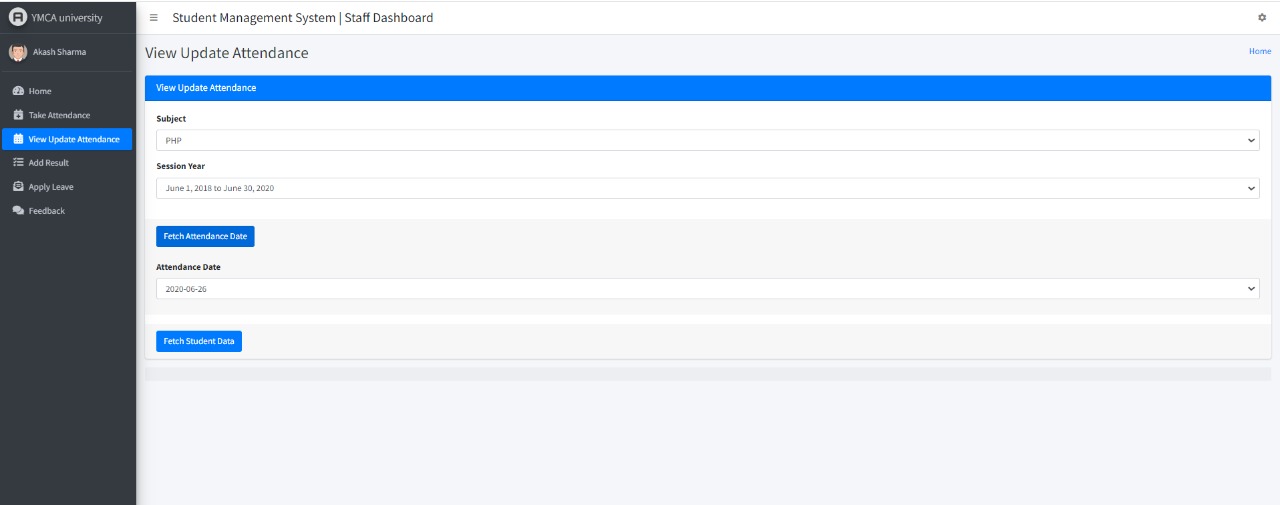 YMCA university
Student Management System | Staff Dashboard
Akash Sharma
Home
Take Attendance
View Update Attendance
Add Result
Apply Leave
Feedback
View Update Attendance
Home
View Update Attendance
Subject
PHP
Session Year
June 1, 2018 to June 30, 2020
Fetch Attendance Date
Attendance Date
2020-06-26
Fetch Student Data